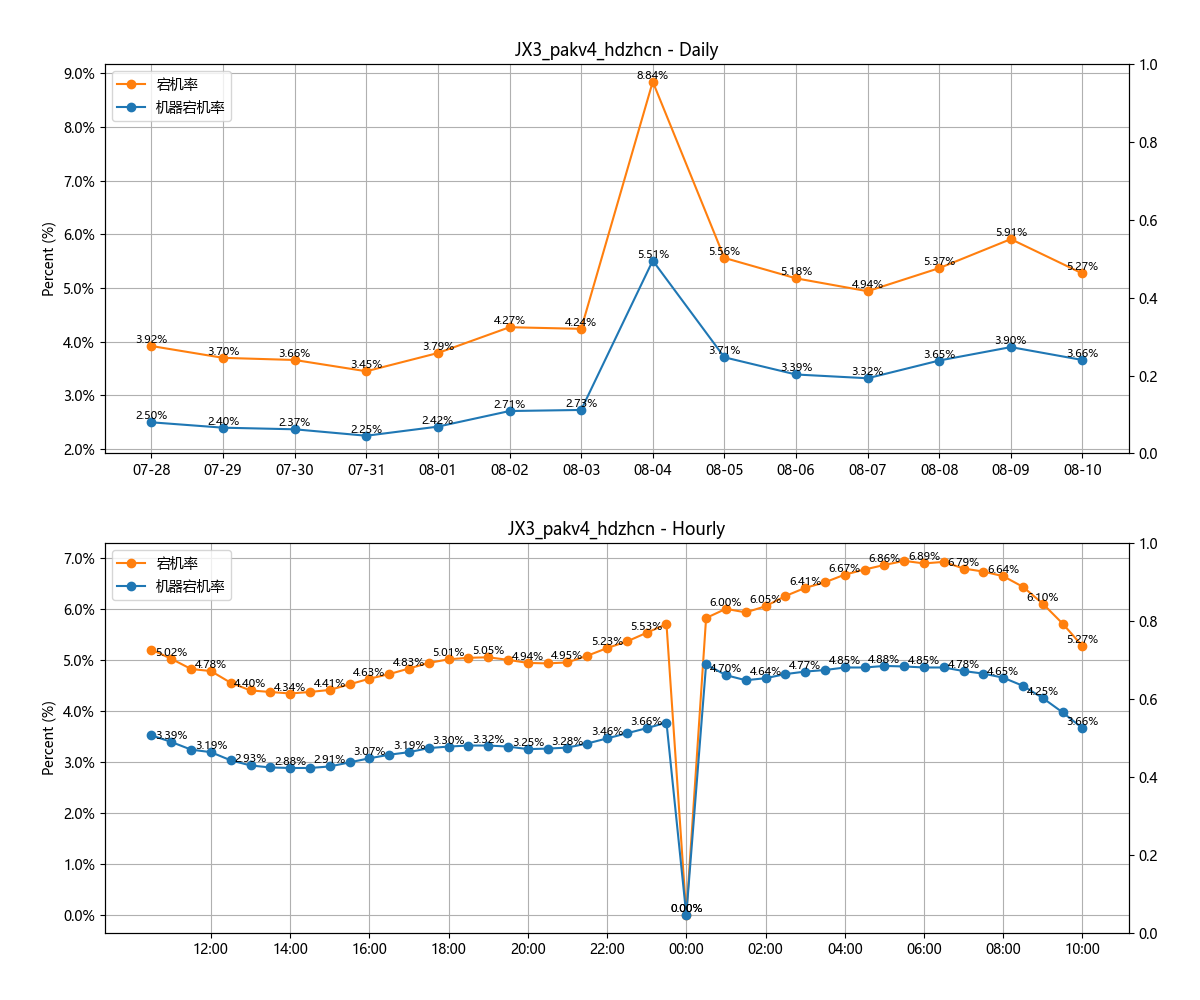 JX3_pakv4_hdzhcn - Daily
宕机率
机器宕机率
Percent (%)
9.0%
8.0%
7.0%
6.0%
5.0%
4.0%
3.0%
2.0%
1.0
0.8
0.6
0.4
0.2
0.0
3.92% 3.70% 3.66% 3.45% 3.79% 4.27% 4.24% 8.84% 5.56% 5.18% 4.94% 5.37% 5.91% 5.27%
2.50% 2.40% 2.37% 2.25% 2.42% 2.71% 2.73% 5.51% 3.71% 3.39% 3.32% 3.65% 3.90% 3.66%
07-28 07-29 07-30 07-31 08-01 08-02 08-03 08-04 08-05 08-06 08-07 08-08 08-09 08-10
JX3_pakv4_hdzhcn - Hourly
宕机率
机器宕机率
Percent (%)
7.0%
6.0%
5.0%
4.0%
3.0%
2.0%
1.0%
0.0%
1.0
0.8
0.6
0.4
0.2
0.0
5.02% 4.78% 4.40% 4.34% 4.41% 4.63% 4.83% 5.01% 5.05% 4.94% 4.95% 5.23% 5.53% 0.00% 6.00% 6.05% 6.41% 6.67% 6.86% 6.89% 6.79% 6.64% 6.10% 5.27%
3.39% 3.19% 2.93% 2.88% 2.91% 3.07% 3.19% 3.30% 3.32% 3.25% 3.28% 3.46% 3.66% 0.00% 4.70% 4.64% 4.77% 4.85% 4.88% 4.85% 4.78% 4.65% 4.25% 3.66%
12:00 14:00 16:00 18:00 20:00 22:00 00:00 02:00 04:00 06:00 08:00 10:00